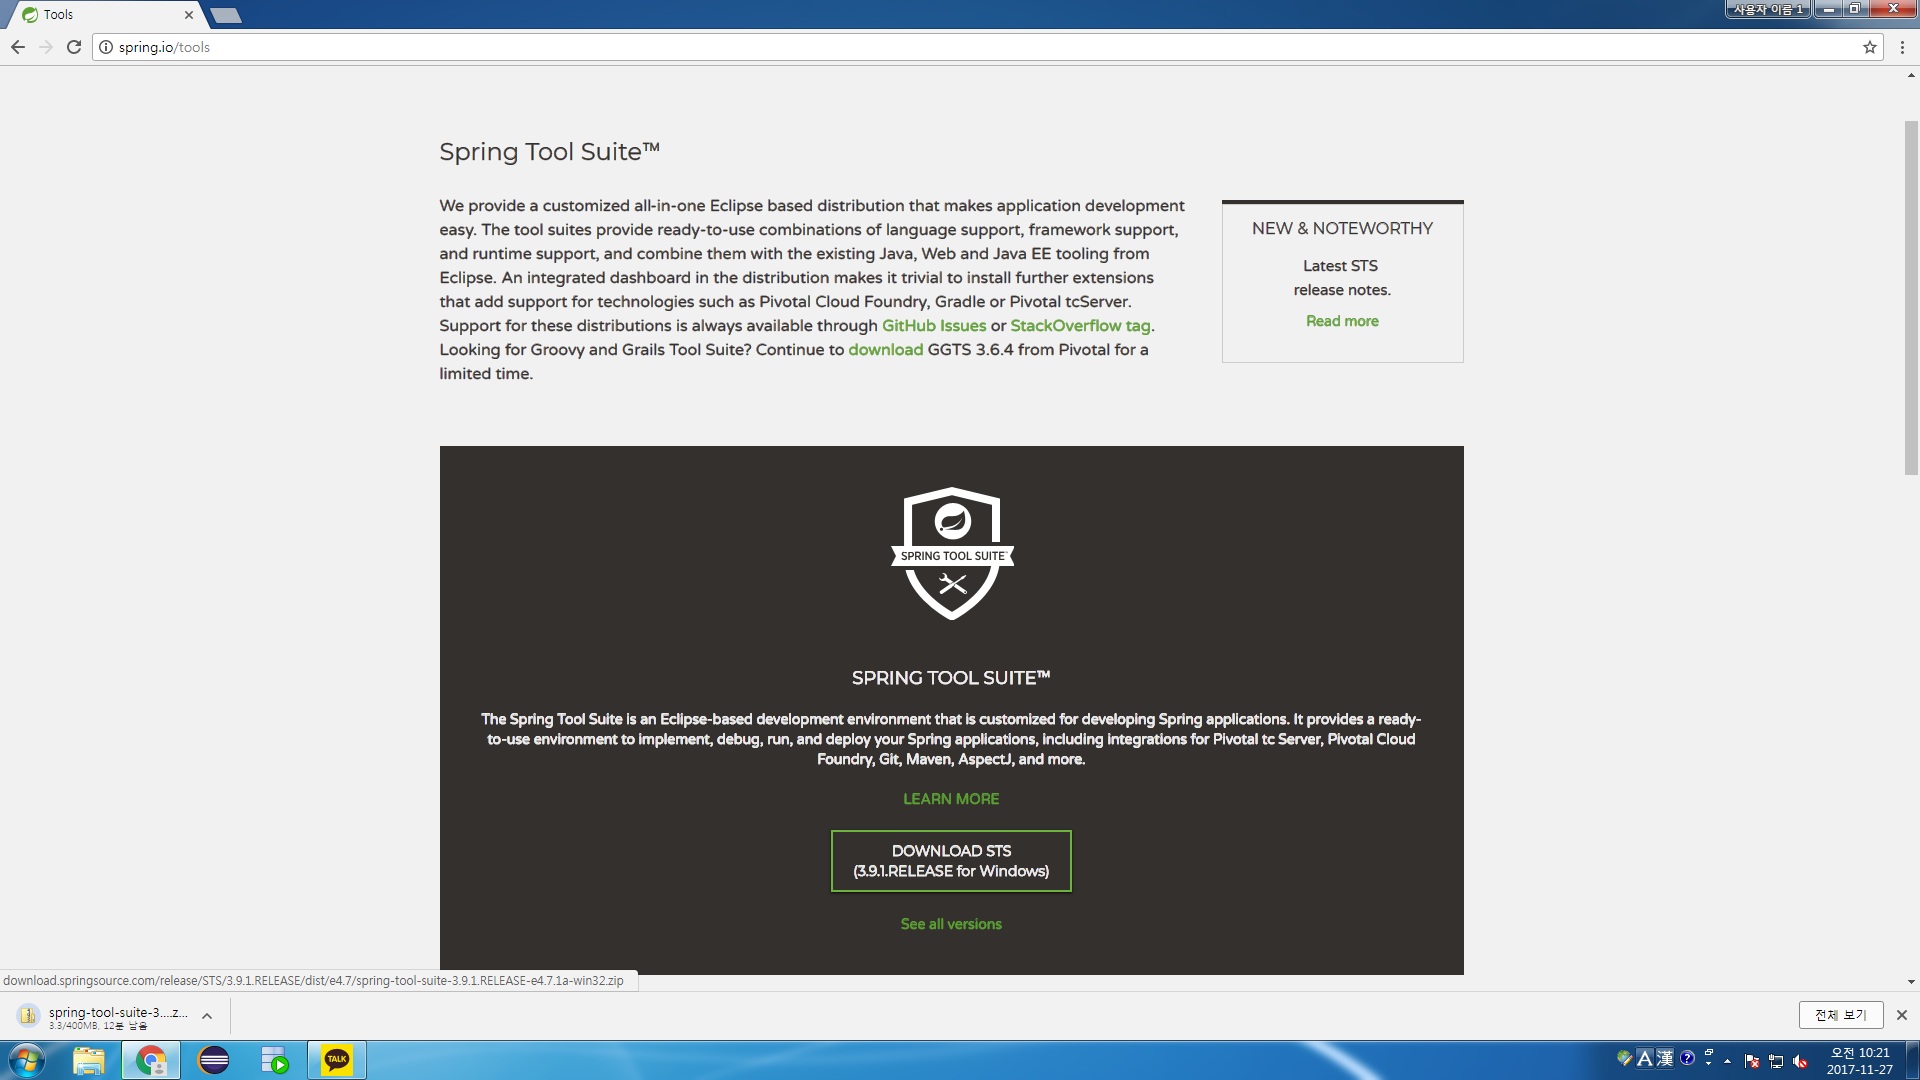 Tools
사용자 이름 1
spring.io/tools
Spring Tool Suite™
We provide a customized all-in-one Eclipse based distribution that makes application development
easy. The tool suites provide ready-to-use combinations of language support, framework support,
and runtime support, and combine them with the existing Java, Web and Java EE tooling from
Eclipse. An integrated dashboard in the distribution makes it trivial to install further extensions
that add support for technologies such as Pivotal Cloud Foundry, Gradle or Pivotal tcServer.
Support for these distributions is always available through GitHub Issues or StackOverflow tag.
Looking for Groovy and Grails Tool Suite? Continue to download GGTS 3.6.4 from Pivotal for a
limited time.
NEW & NOTEWORTHY
Latest STS
release notes.
Read more
SPRING TOOL SUITE
SPRING TOOL SUITE™
The Spring Tool Suite is an Eclipse-based development environment that is customized for developing Spring applications. It provides a ready-
to-use environment to implement, debug, run, and deploy your Spring applications, including integrations for Pivotal tc Server, Pivotal Cloud
Foundry, Git, Maven, AspectJ, and more.
LEARN MORE
DOWNLOAD STS
(3.9.1.RELEASE for Windows)
See all versions
download.springsource.com/release/STS/3.9.1.RELEASE/dist/e4.7/spring-tool-suite-3.9.1.RELEASE-e4.7.1a-win32.zip
spring-tool-suite-3....z...
3.3/400MB, 12분 남음
전체 보기
TALK
A 漢
오전 10:21
2017-11-27